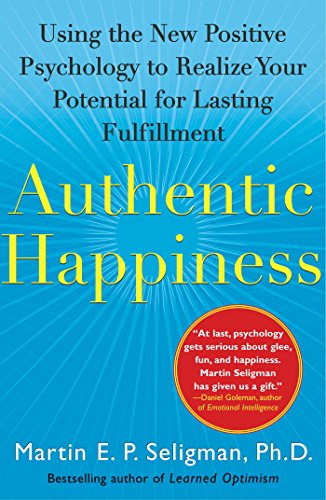 Using the New Positive
Psychology to Realize Your
Potential for Lasting
Fulfillment
Authentic
Happiness
“At last, psychology
gets serious about glee,
fun, and happiness.
Martin Seligman
has given us a gift.”
—Daniel Goleman, author
of Emotional Intelligence
Martin E. P. Seligman, Ph.D.
Bestselling author of Learned Optimism